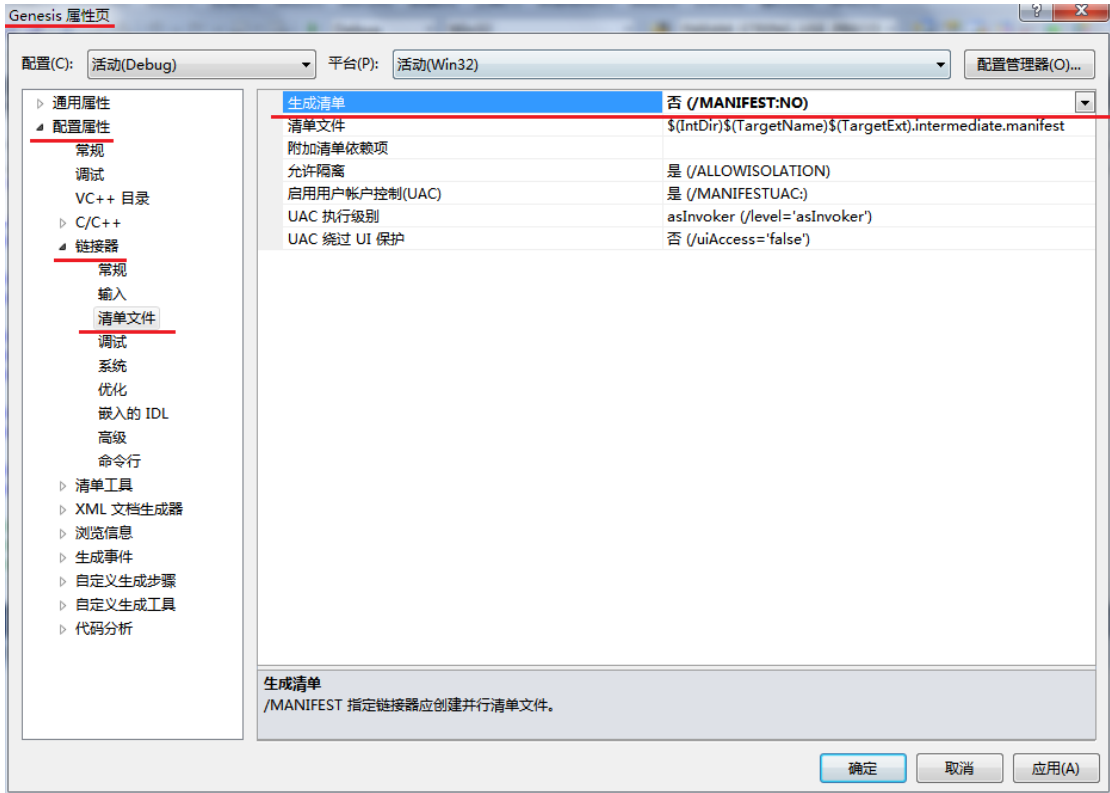 Genesis 属性页
?
配置(C): 活动(Debug) 平台(P): 活动(Win32) 配置管理器(O)...
通用属性
配置属性
常规
调试
VC++ 目录
C/C++
链接器
常规
输入
清单文件
调试
系统
优化
嵌入的 IDL
高级
命令行
清单工具
XML 文档生成器
浏览信息
生成事件
自定义生成步骤
自定义生成工具
代码分析
生成清单 否 (/MANIFEST:NO)
清单文件 $(IntDir)$(TargetName)$(TargetExt).intermediate.manifest
附加清单依赖项
允许隔离 是 (/ALLOWISOLATION)
启用用户帐户控制(UAC) 是 (/MANIFESTUAC:)
UAC 执行级别 asInvoker (/level='asInvoker')
UAC 绕过 UI 保护 否 (/uiAccess='false')
生成清单
/MANIFEST 指定链接器应创建并行清单文件。
确定 取消 应用(A)